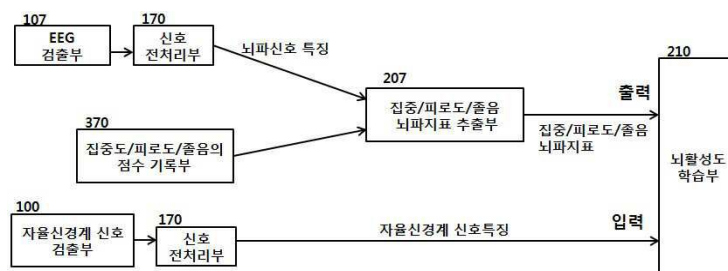 107
EEG
검출부
170
신호
전처리부
뇌파신호 특징
370
집중도/피로도/졸음의
점수 기록부
207
집중/피로도/졸음
뇌파지표 추출부
출력
집중/피로도/졸음
뇌파지표
210
뇌활성도
학습부
100
자율신경계 신호
검출부
170
신호
전처리부
자율신경계 신호특징
입력